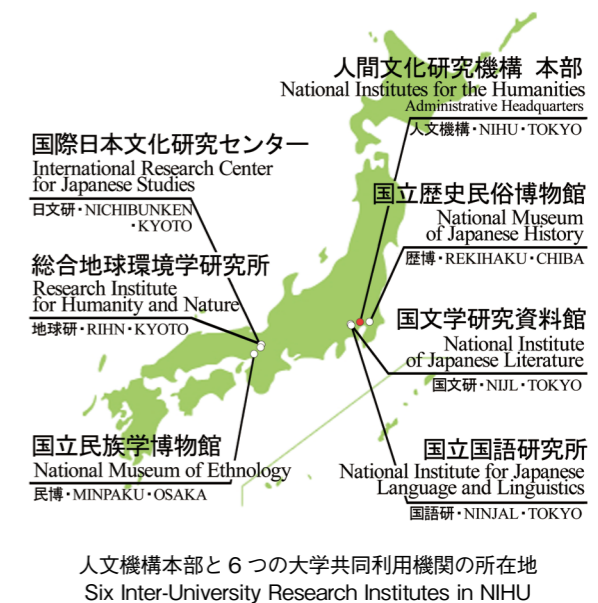 人間文化研究機構 本部
National Institutes for the Humanities
Administrative Headquarters
人文機構・NIHU・TOKYO
国際日本文化研究センター
International Research Center
for Japanese Studies
日文研・NICHIBUNKEN
・KYOTO
国立歴史民俗博物館
National Museum
of Japanese History
歴博・REKIHAKU・CHIBA
総合地球環境学研究所
Research Institute
for Humanity and Nature
地球研・RIHN・KYOTO
国文学研究資料館
National Institute
of Japanese Literature
国文研・NIJL・TOKYO
国立民族学博物館
National Museum of Ethnology
民博・MINPAKU・OSAKA
国立国語研究所
National Institute for Japanese
Language and Linguistics
国語研・NINJAL・TOKYO
人文機構本部と 6 つの大学共同利用機関の所在地
Six Inter-University Research Institutes in NIHU